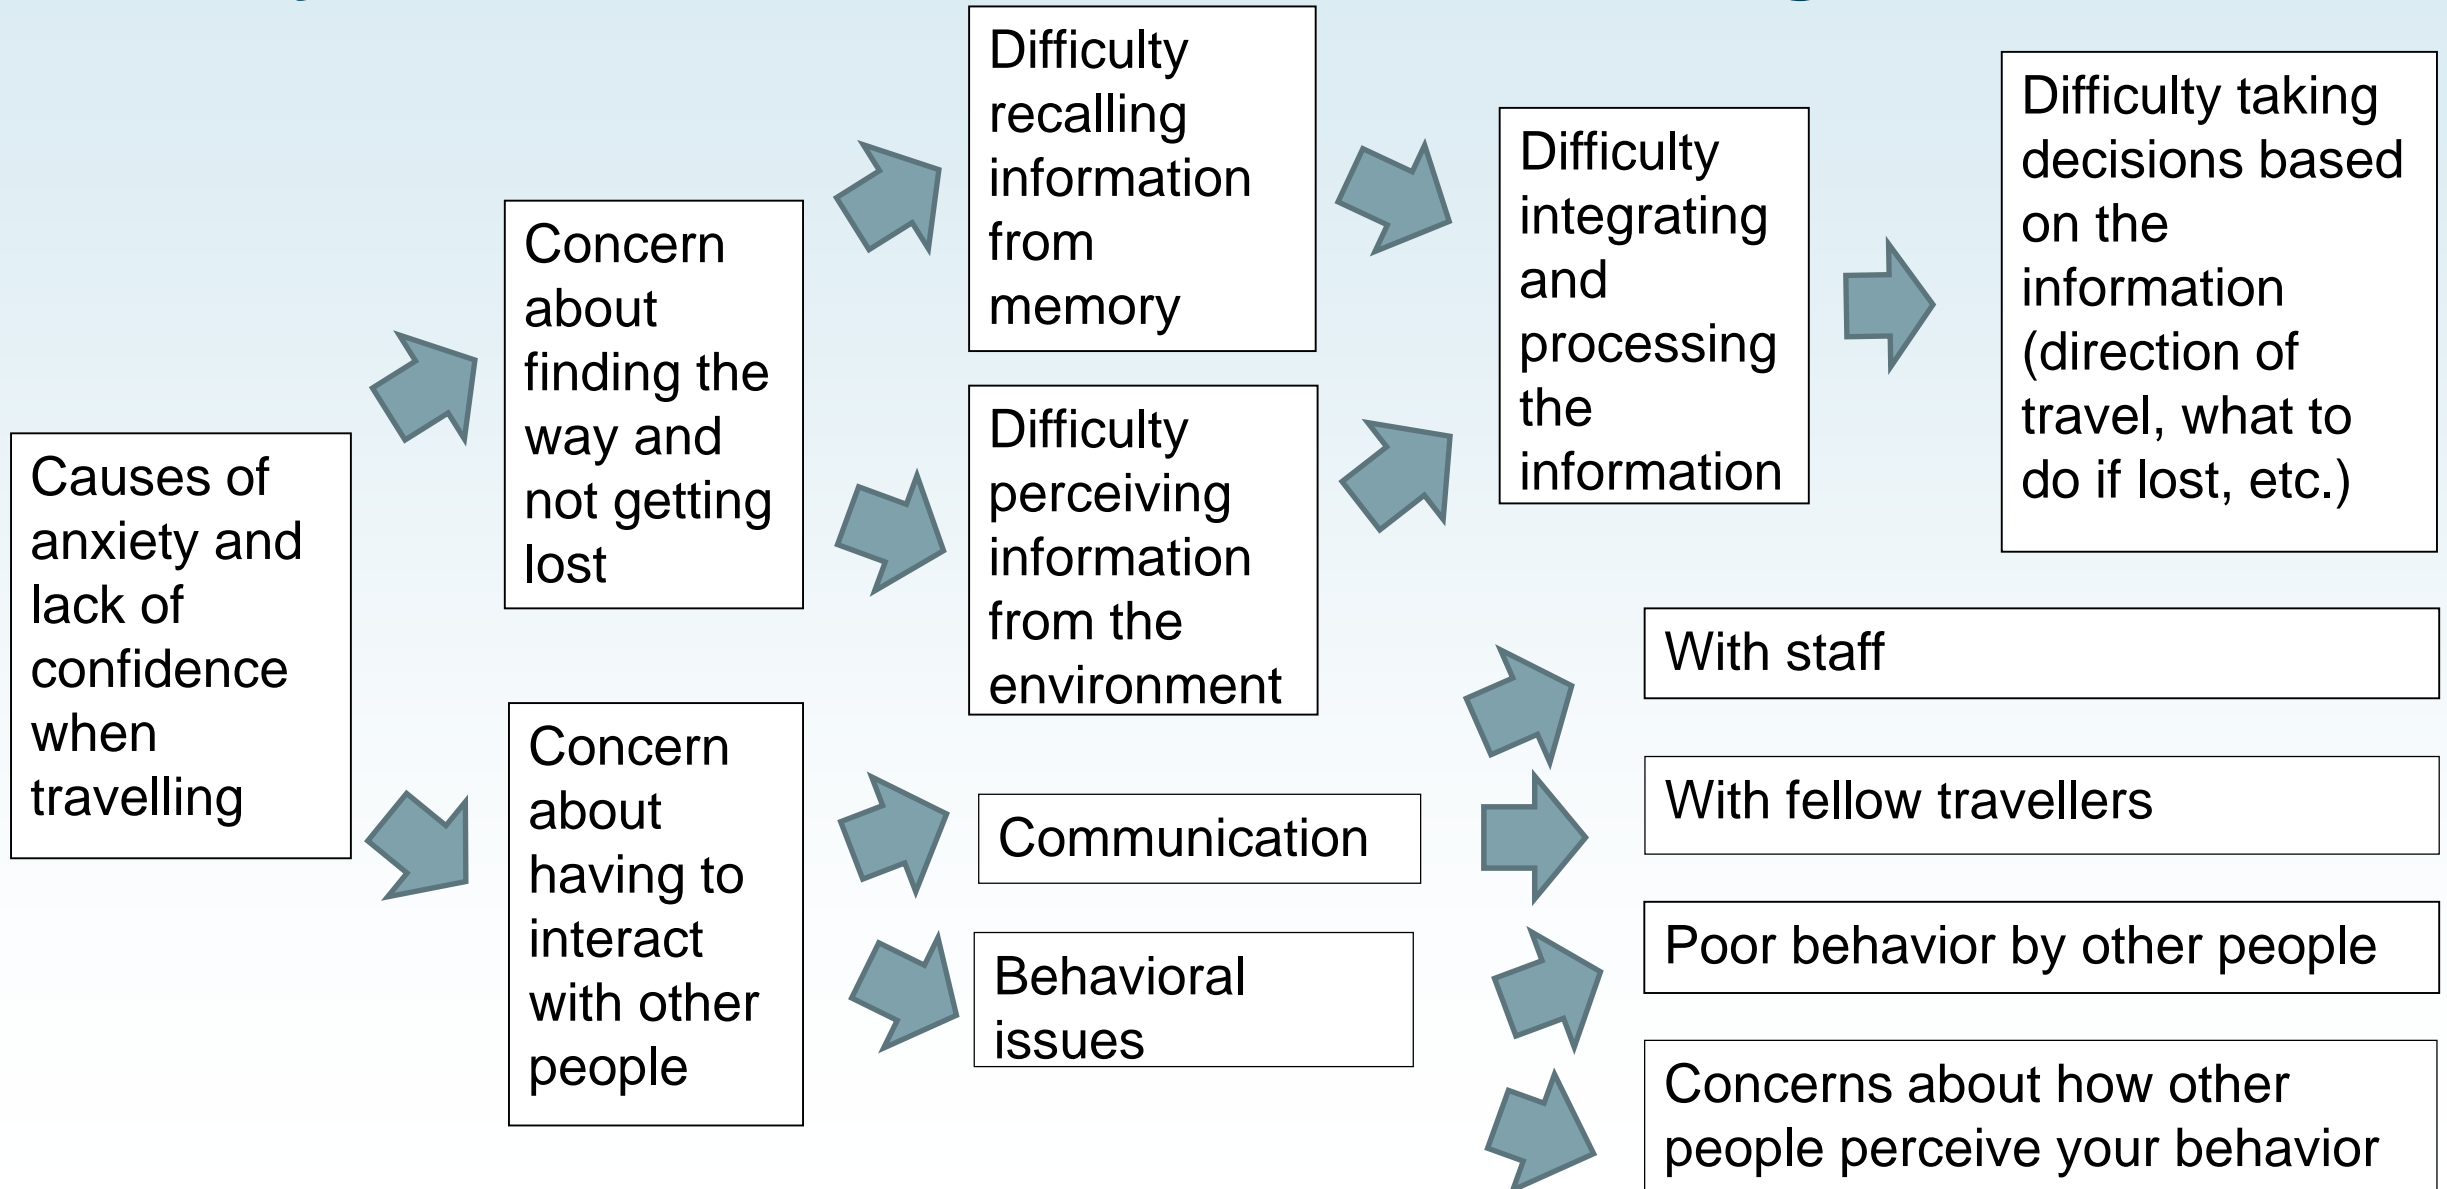 Causes of
anxiety and
lack of
confidence
when
travelling
Concern
about
finding the
way and
not getting
lost
Difficulty
recalling
information
from
memory
Difficulty
perceiving
information
from the
environment
Difficulty
integrating
and
processing
the
information
Difficulty taking
decisions based
on the
information
(direction of
travel, what to
do if lost, etc.)
Concern
about
having to
interact
with other
people
Communication
Behavioral
issues
With staff
With fellow travellers
Poor behavior by other people
Concerns about how other
people perceive your behavior